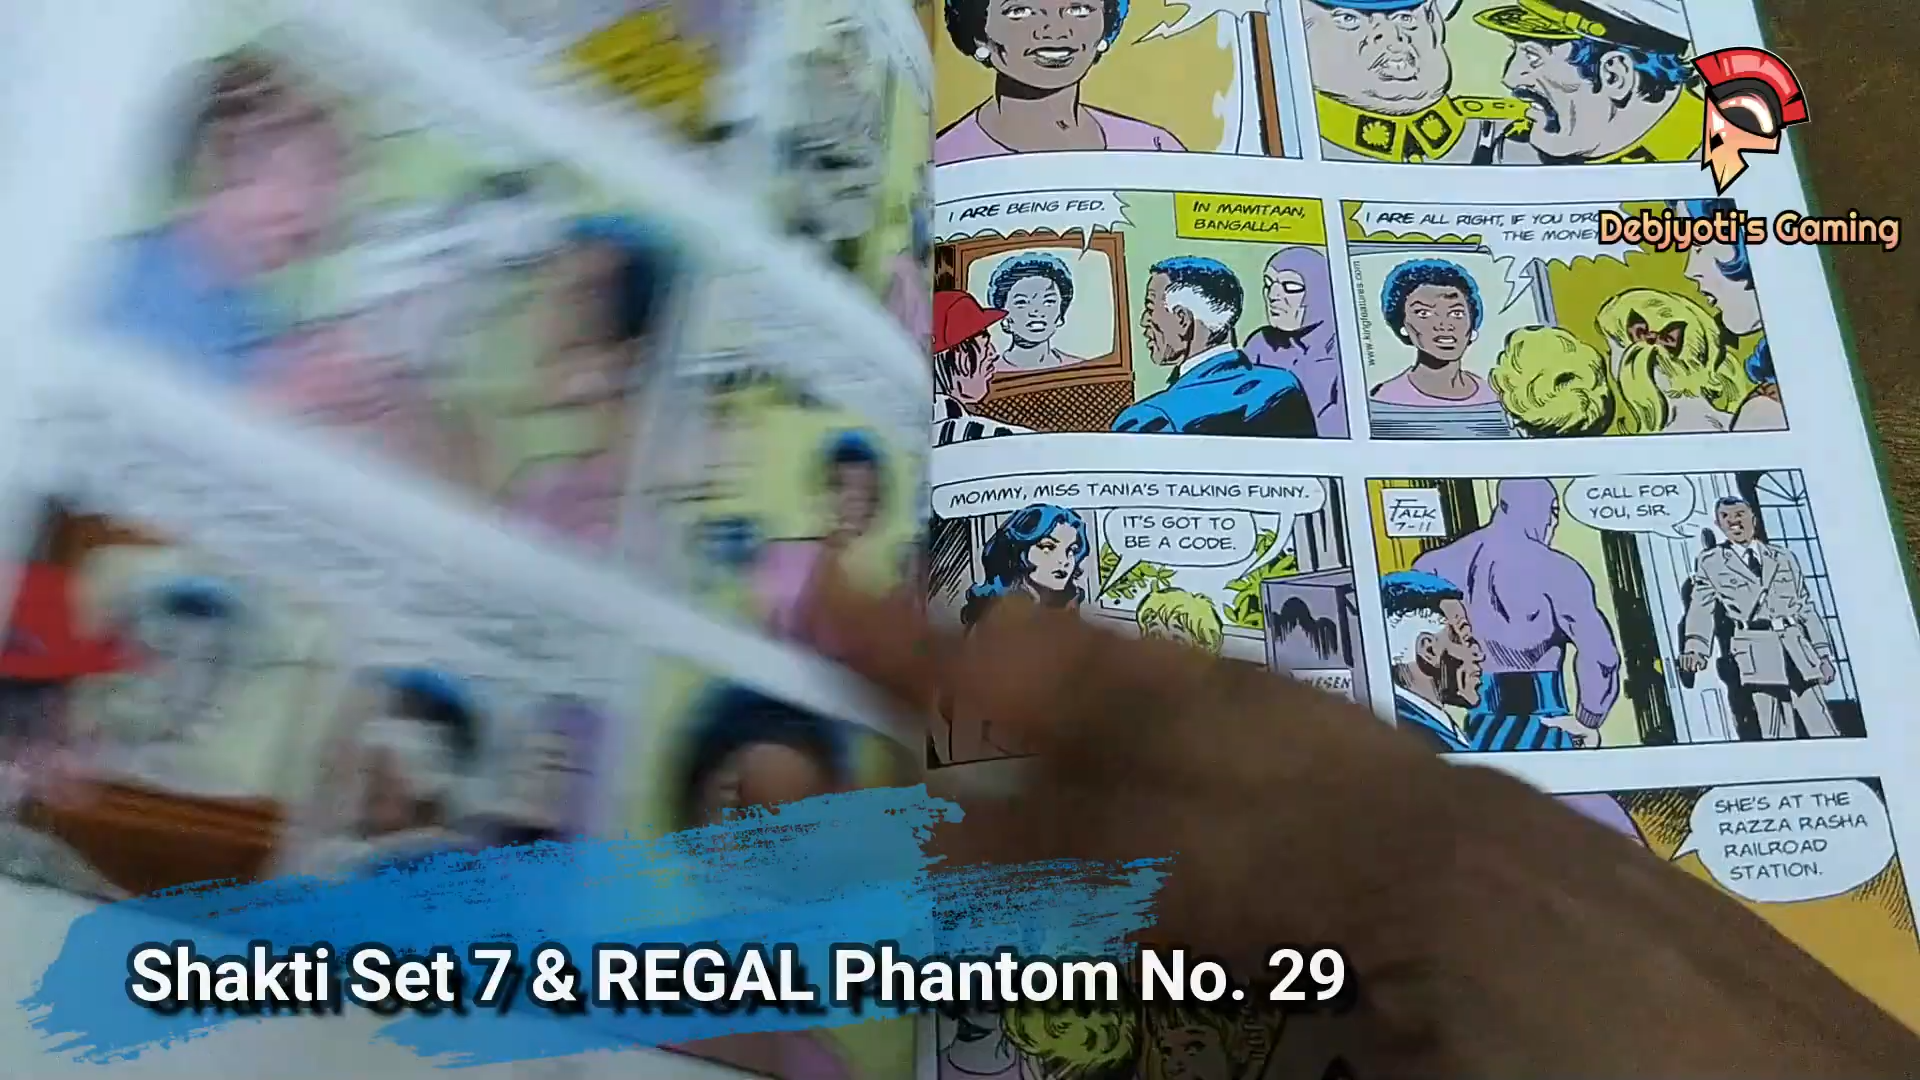 I ARE BEING FED.
IN MAWITAAN,
BANGALLA—
I ARE ALL RIGHT, IF YOU
THE MONEY
Debjyoti's Gaming
www.kingfeatures.com
MOMMY, MISS TANIA'S TALKING FUNNY.
IT'S GOT TO
BE A CODE.
FALK
7-11
CALL FOR
YOU, SIR.
SHE'S AT THE
RAZZA RASHA
RAILROAD
STATION.
Shakti Set 7 & REGAL Phantom No. 29